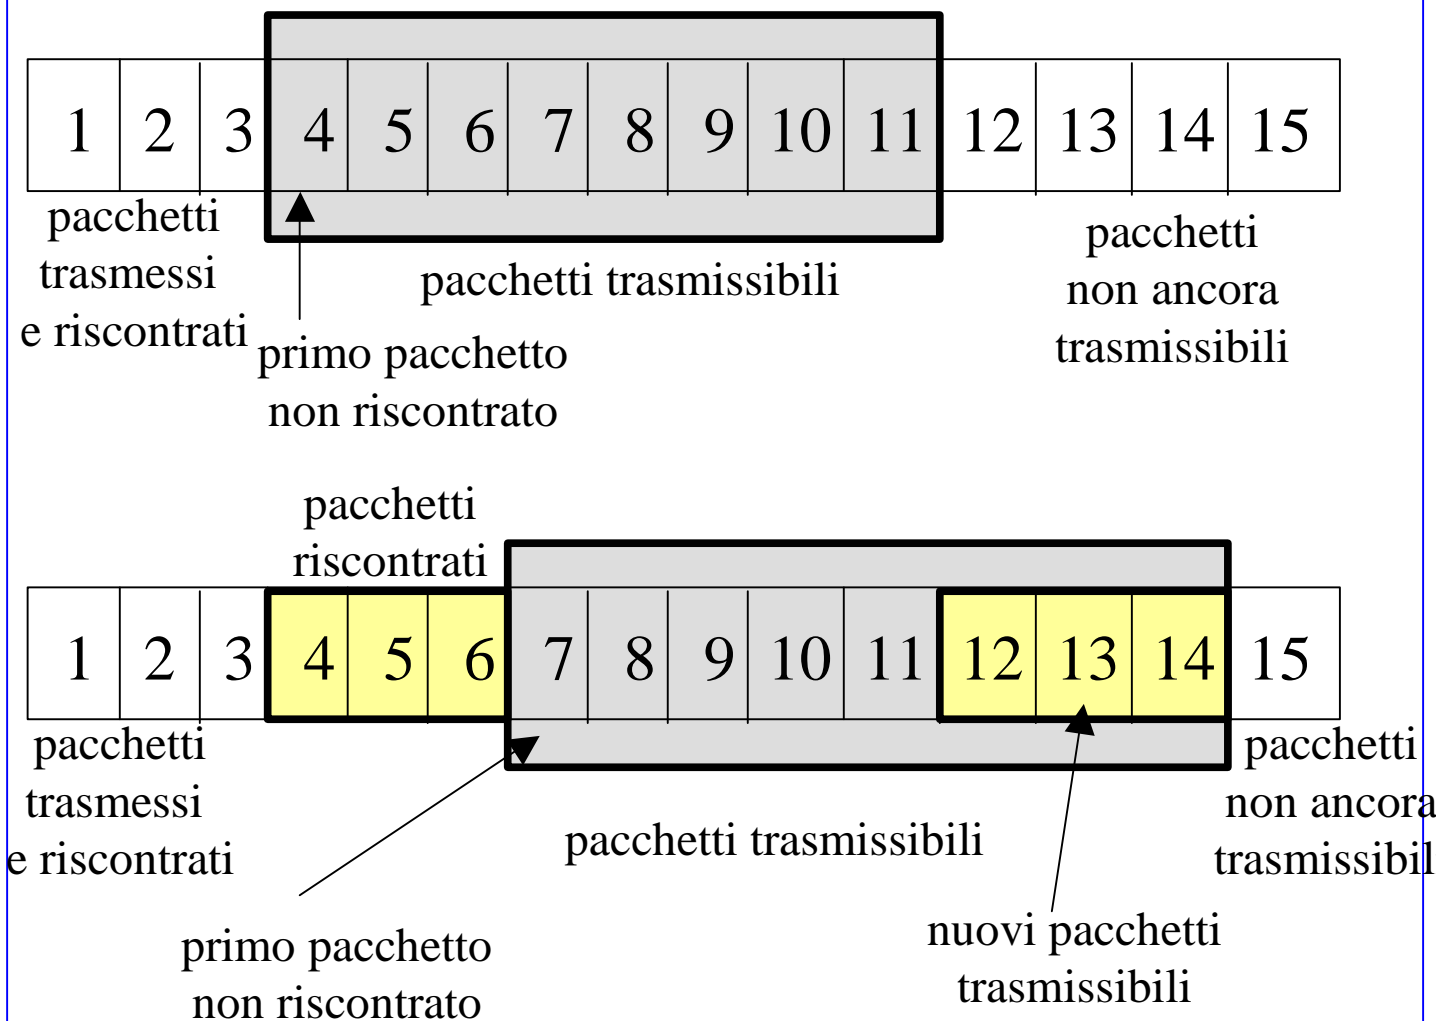 1 2 3 4 5 6 7 8 9 10 11 12 13 14 15
pacchetti
trasmessi
e riscontrati
pacchetti trasmissibili
pacchetti
non ancora
trasmissibili
primo pacchetto
non riscontrato
pacchetti
riscontrati
1 2 3 4 5 6 7 8 9 10 11 12 13 14 15
pacchetti
trasmessi
e riscontrati
pacchetti trasmissibili
pacchetti
non ancora
trasmissibil
primo pacchetto
non riscontrato
nuovi pacchetti
trasmissibili